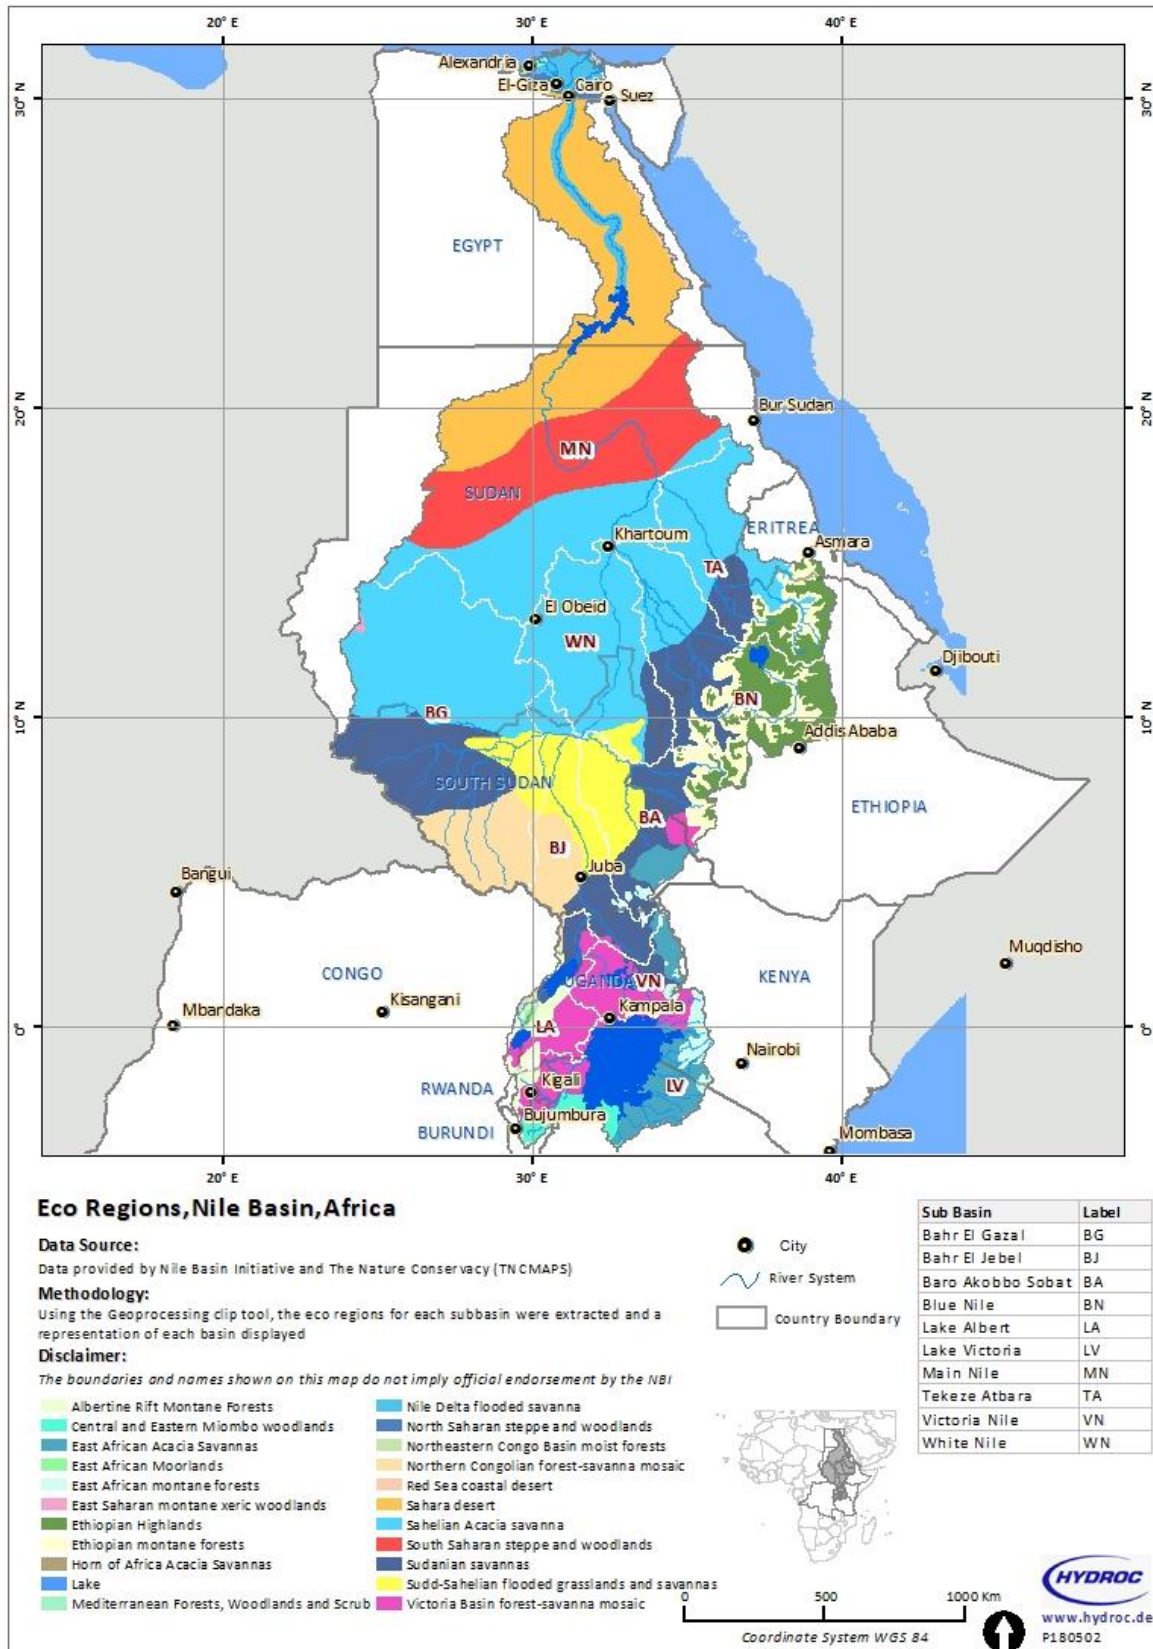 20° E 30° E 40° E
30° N 30° N
Alexandria
El-Giza Cairo Suez
EGYPT
20° N 20° N
Bur Sudan
MN
SUDAN
Khartoum
ERITREA
Asmara
TA
El Obeid
WN
Djibouti
BN
BG
10° N 10° N
Addis Ababa
SOUTH SUDAN
ETHIOPIA
BA
BJ
Juba
Bangui
Muqdisho
CONGO
UGANDA VN
KENYA
Kisangani
Mbandaka
Kampala
0° LA 0°
Nairobi
RWANDA Kigali LV
Bujumbura
BURUNDI
Mombasa
20° E 30° E 40° E
Eco Regions,Nile Basin,Africa
Data Source:
Data provided by Nile Basin Initiative and The Nature Conservacy (TNCMAPS)
Methodology:
Using the Geoprocessing clip tool, the eco regions for each subbasin were extracted and a
representation of each basin displayed
Disclaimer:
The boundaries and names shown on this map do not imply official endorsement by the NBI
Albertine Rift Montane Forests
Central and Eastern Miombo woodlands
East African Acacia Savannas
East African Moorlands
East African montane forests
East Saharan montane xeric woodlands
Ethiopian Highlands
Ethiopian montane forests
Horn of Africa Acacia Savannas
Lake
Mediterranean Forests, Woodlands and Scrub
Nile Delta flooded savanna
North Saharan steppe and woodlands
Northeastern Congo Basin moist forests
Northern Congolian forest-savanna mosaic
Red Sea coastal desert
Sahara desert
Sahelian Acacia savanna
South Saharan steppe and woodlands
Sudanian savannas
Sudd-Sahelian flooded grasslands and savannas
Victoria Basin forest-savanna mosaic
City
River System
Country Boundary
Sub Basin Label
Bahr El Gazal BG
Bahr El Jebel BJ
Baro Akobbo Sobat BA
Blue Nile BN
Lake Albert LA
Lake Victoria LV
Main Nile MN
Tekeze Atbara TA
Victoria Nile VN
White Nile WN
0 500 1000 Km
Coordinate System WGS 84
HYDROC
www.hydroc.de
P180502